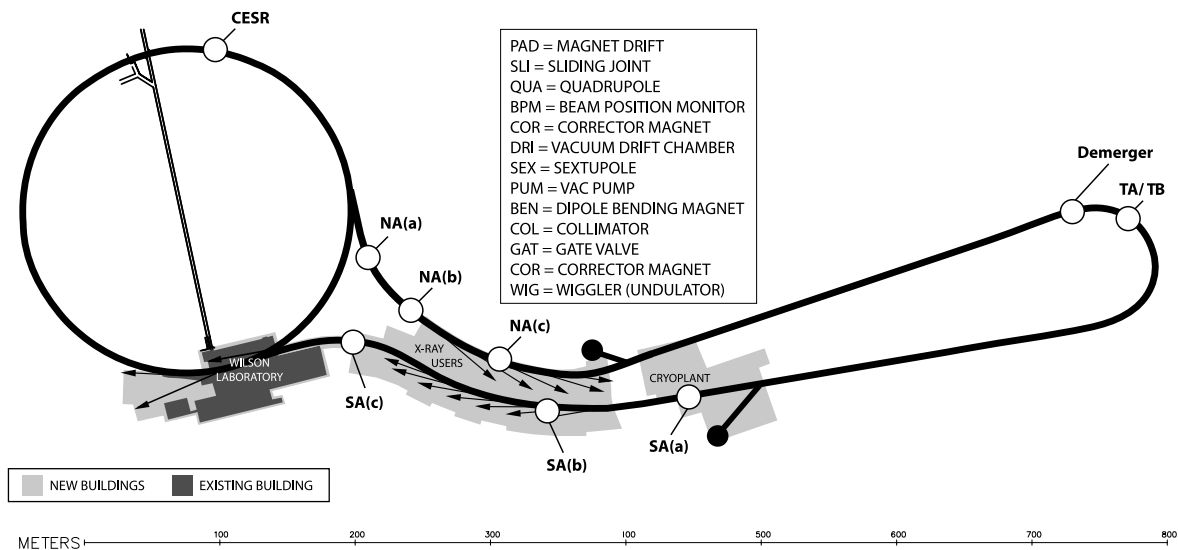 CESR
PAD = MAGNET DRIFT
SLI = SLIDING JOINT
QUA = QUADRUPOLE
BPM = BEAM POSITION MONITOR
COR = CORRECTOR MAGNET
DRI = VACUUM DRIFT CHAMBER
SEX = SEXTUPOLE
PUM = VAC PUMP
BEN = DIPOLE BENDING MAGNET
COL = COLLIMATOR
GAT = GATE VALVE
COR = CORRECTOR MAGNET
WIG = WIGGLER (UNDULATOR)
Demerger
TA/ TB
NA(a)
NA(b)
NA(c)
X-RAY
USERS
WILSON
LABORATORY
CRYOPLANT
SA(c)
SA(b)
SA(a)
NEW BUILDINGS
EXISTING BUILDING
METERS 100 200 300 400 500 600 700 800